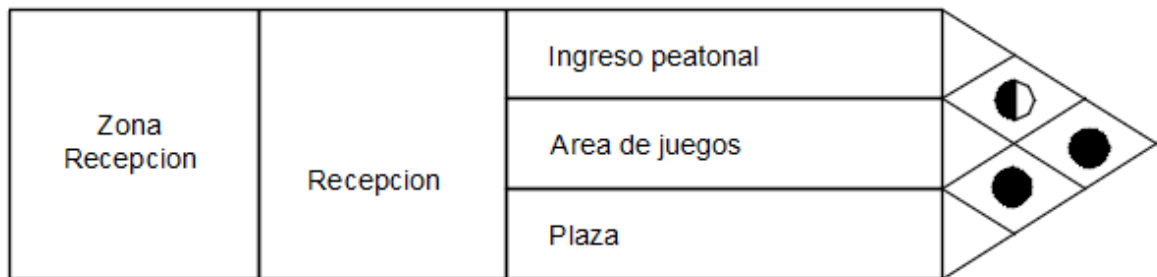 Zona
Recepcion
Recepcion
Ingreso peatonal
Area de juegos
Plaza